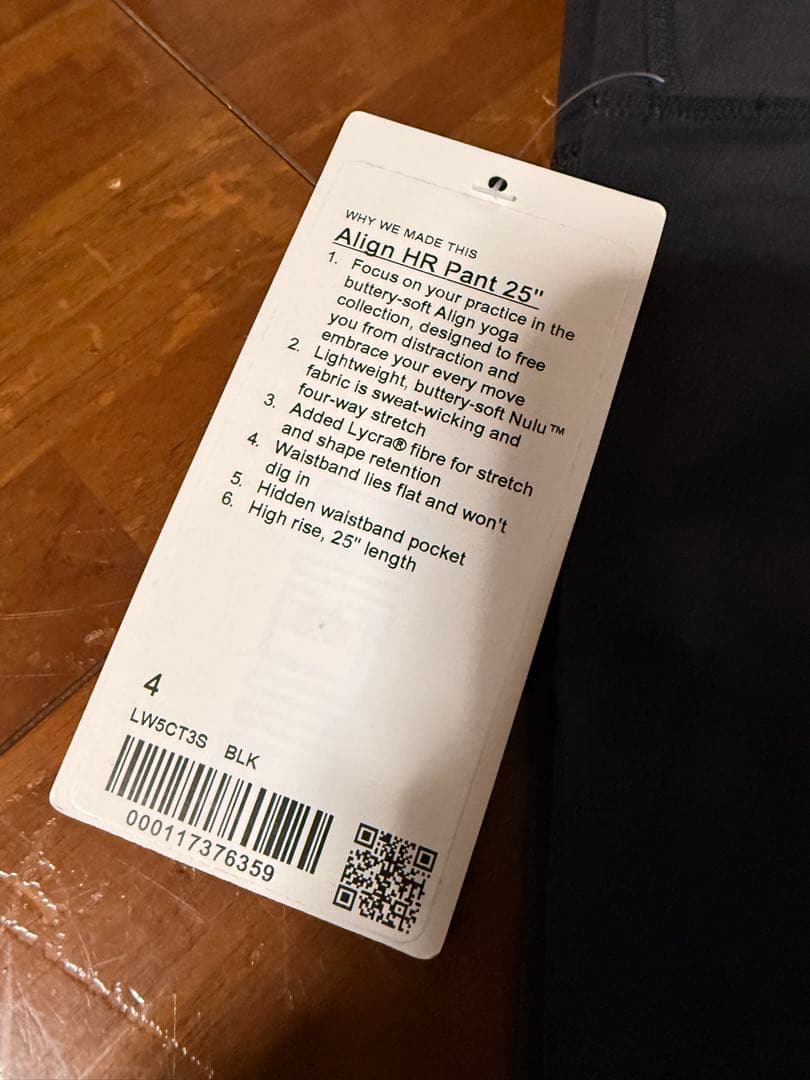 WHY WE MADE THIS
Align HR Pant 25"
1. Focus on your practice in the
buttery-soft Align yoga
collection, designed to free
you from distraction and
embrace your every move
2. Lightweight, buttery-soft Nulu™
fabric is sweat-wicking and
four-way stretch
3. Added Lycra® fibre for stretch
and shape retention
4. Waistband lies flat and won't
dig in
5. Hidden waistband pocket
6. High rise, 25" length
4
LW5CT3S BLK
000117376359